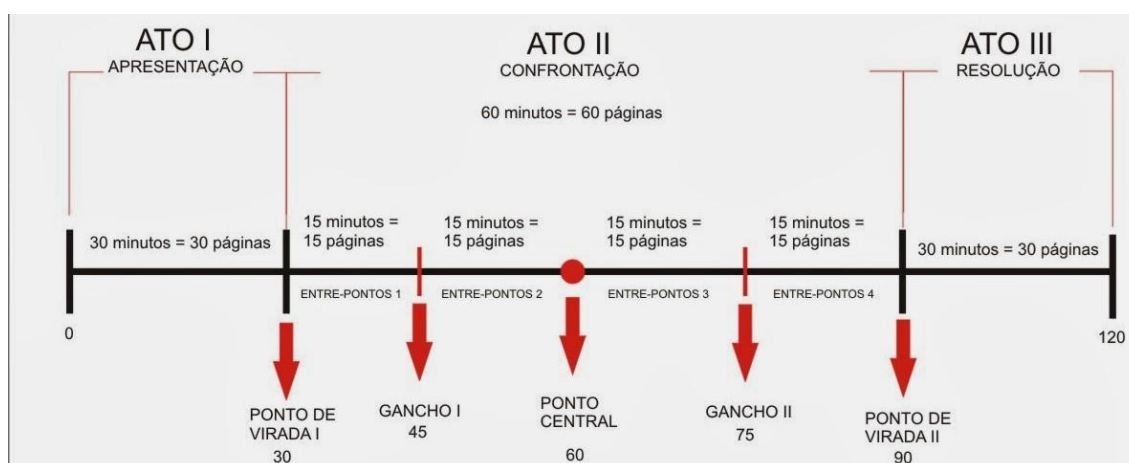 ATO I
APRESENTAÇÃO
ATO II
CONFRONTAÇÃO
60 minutos = 60 páginas
ATO III
RESOLUÇÃO
30 minutos = 30 páginas
15 minutos =
15 páginas
15 minutos =
15 páginas
15 minutos =
15 páginas
15 minutos =
15 páginas
30 minutos = 30 páginas
ENTRE-PONTOS 1
ENTRE-PONTOS 2
ENTRE-PONTOS 3
ENTRE-PONTOS 4
0
120
PONTO DE
VIRADA I
30
GANCHO I
45
PONTO
CENTRAL
60
GANCHO II
75
PONTO DE
VIRADA II
90